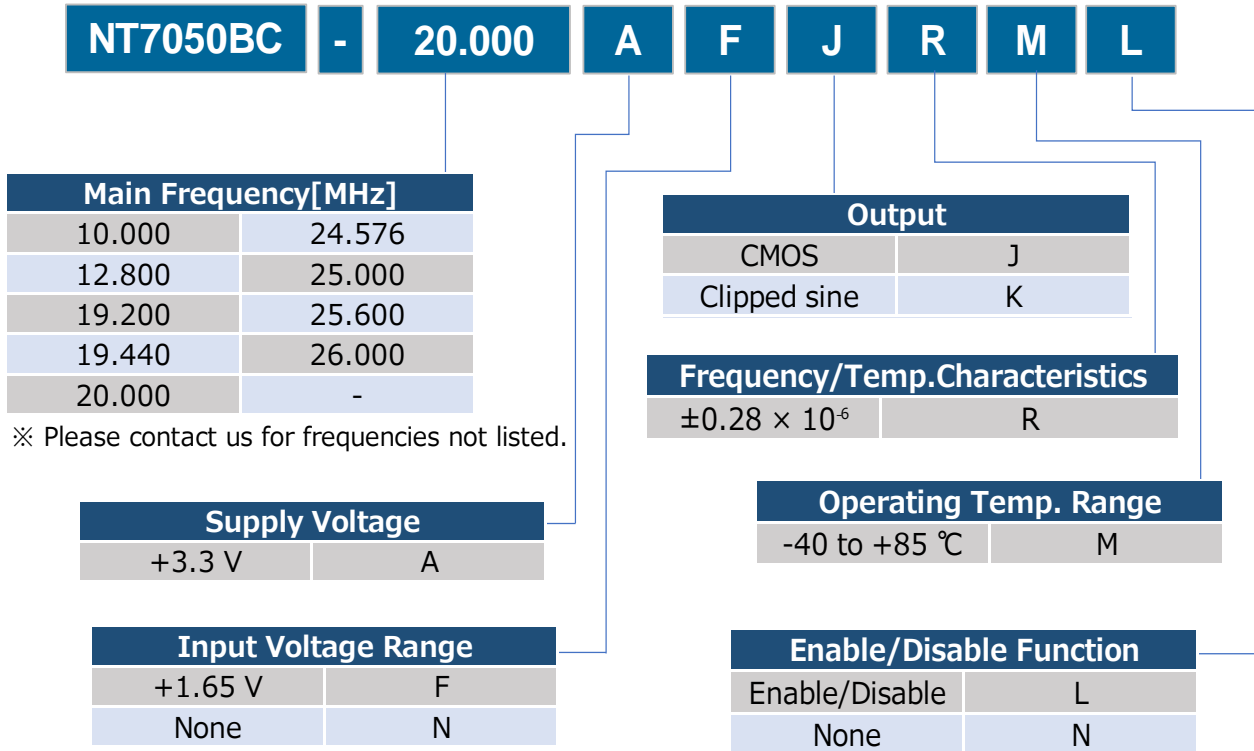 NT7050BC - 20.000 A F J R M L
Main Frequency[MHz]
10.000 24.576
12.800 25.000
19.200 25.600
19.440 26.000
20.000 -
※ Please contact us for frequencies not listed.
Supply Voltage
+3.3 V A
Input Voltage Range
+1.65 V F
None N
Output
CMOS J
Clipped sine K
Frequency/Temp.Characteristics
±0.28 × 10⁻⁶ R
Operating Temp. Range
-40 to +85 ℃ M
Enable/Disable Function
Enable/Disable L
None N